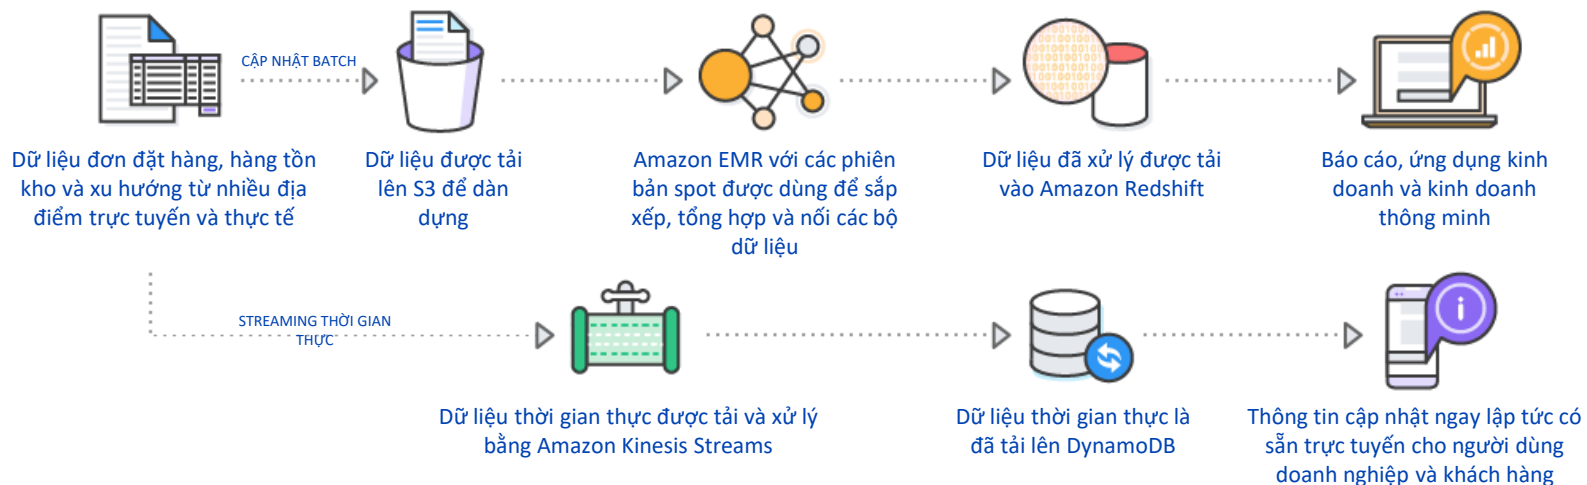 CẬP NHẬT BATCH
Dữ liệu đơn đặt hàng, hàng tồn
kho và xu hướng từ nhiều địa
điểm trực tuyến và thực tế
Dữ liệu được tải
lên S3 để dàn
dựng
Amazon EMR với các phiên
bản spot được dùng để sắp
xếp, tổng hợp và nối các bộ
dữ liệu
Dữ liệu đã xử lý được tải
vào Amazon Redshift
Báo cáo, ứng dụng kinh
doanh và kinh doanh
thông minh
STREAMING THỜI GIAN
THỰC
Dữ liệu thời gian thực được tải và xử lý
bằng Amazon Kinesis Streams
Dữ liệu thời gian thực là
đã tải lên DynamoDB
Thông tin cập nhật ngay lập tức có
sẵn trực tuyến cho người dùng
doanh nghiệp và khách hàng